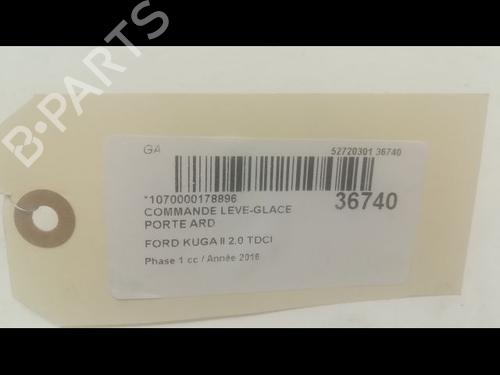 B-PARTS
GA
52720301 36740
*1070000178896
36740
COMMANDE LEVE-GLACE
PORTE ARD
FORD KUGA II 2.0 TDCI
Phase 1 cc / Année 2016